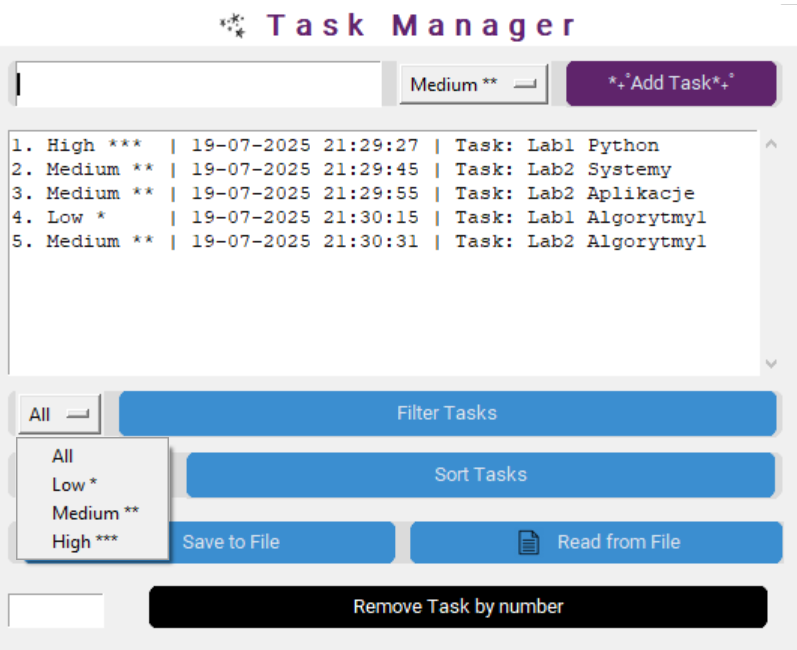 Task Manager
Medium ** *₊˚Add Task*₊˚
1. High *** | 19-07-2025 21:29:27 | Task: Lab1 Python
2. Medium ** | 19-07-2025 21:29:45 | Task: Lab2 Systemy
3. Medium ** | 19-07-2025 21:29:55 | Task: Lab2 Aplikacje
4. Low * | 19-07-2025 21:30:15 | Task: Lab1 Algorytmy1
5. Medium ** | 19-07-2025 21:30:31 | Task: Lab2 Algorytmy1
All Filter Tasks
All
Low *
Medium **
High ***
Sort Tasks
Save to File Read from File
Remove Task by number